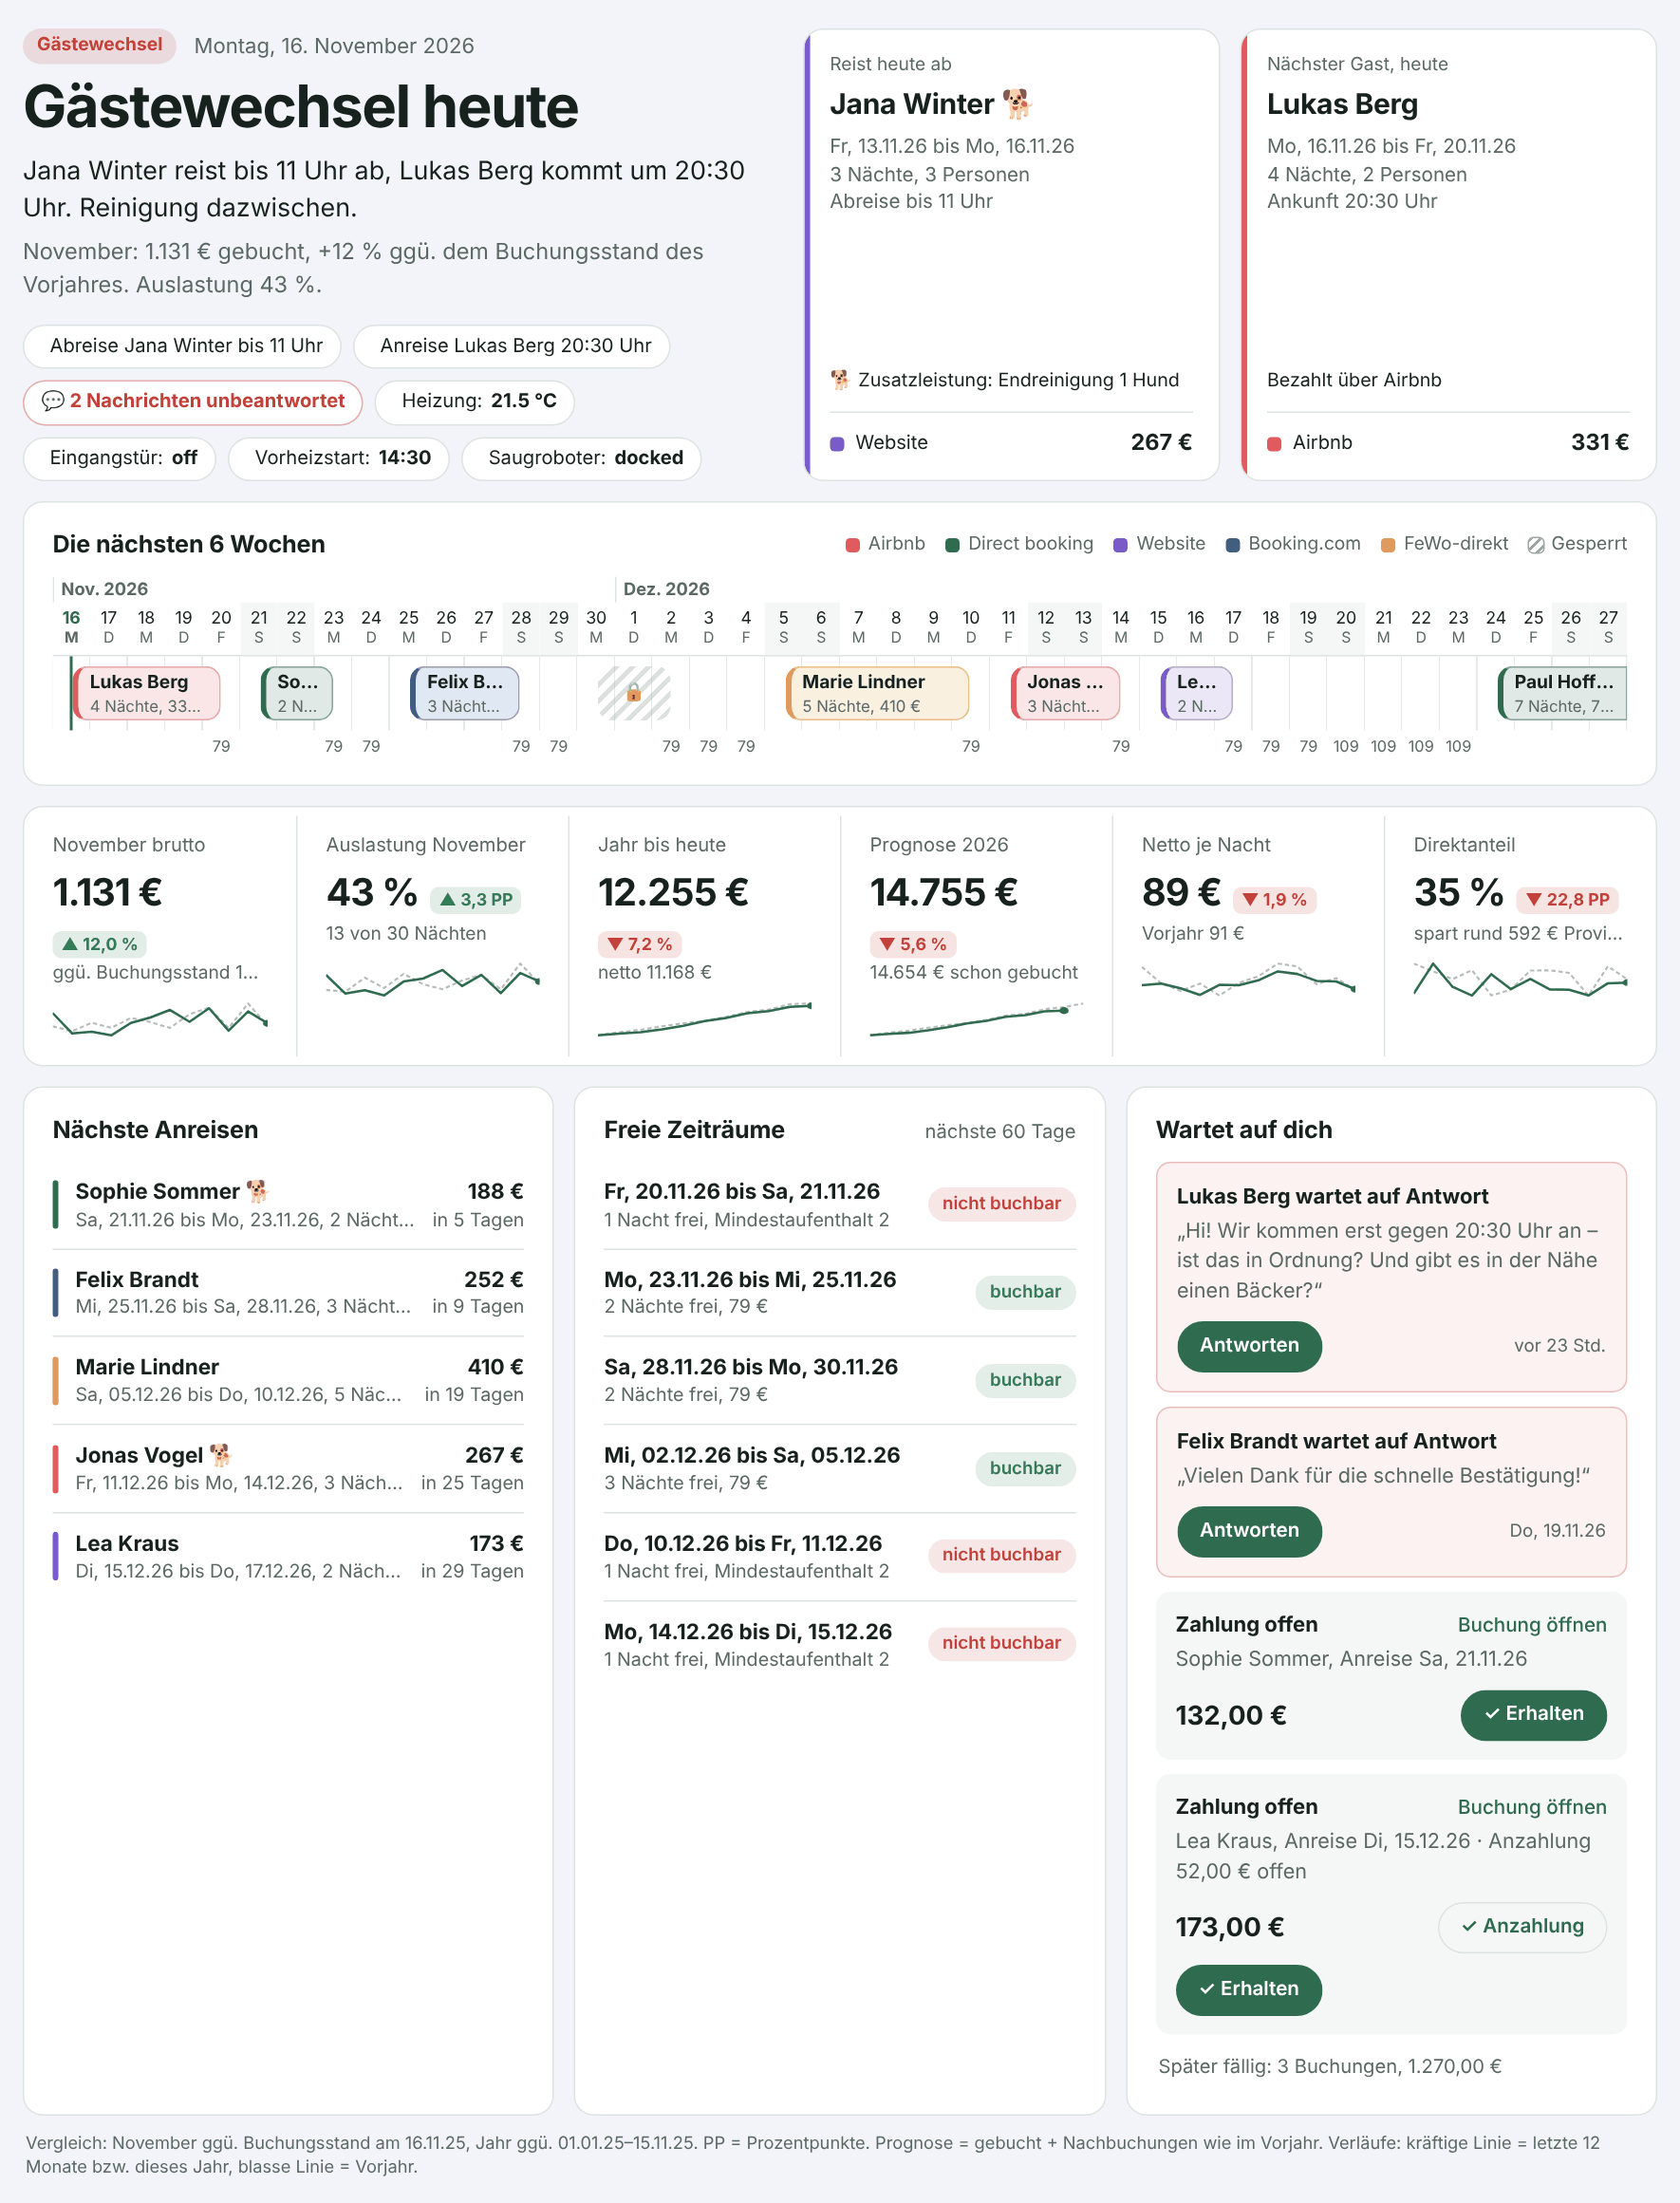 Gästewechsel
Montag, 16. November 2026
Gästewechsel heute
Jana Winter reist bis 11 Uhr ab, Lukas Berg kommt um 20:30
Uhr. Reinigung dazwischen.
November: 1.131 € gebucht, +12 % ggü. dem Buchungsstand des
Vorjahres. Auslastung 43 %.
Abreise Jana Winter bis 11 Uhr
Anreise Lukas Berg 20:30 Uhr
💬 2 Nachrichten unbeantwortet
Heizung: 21.5 °C
Eingangstür: off
Vorheizstart: 14:30
Saugroboter: docked
Reist heute ab
Jana Winter 🐕
Fr, 13.11.26 bis Mo, 16.11.26
3 Nächte, 3 Personen
Abreise bis 11 Uhr
🐕 Zusatzleistung: Endreinigung 1 Hund
Website 267 €
Nächster Gast, heute
Lukas Berg
Mo, 16.11.26 bis Fr, 20.11.26
4 Nächte, 2 Personen
Ankunft 20:30 Uhr
Bezahlt über Airbnb
Airbnb 331 €
Die nächsten 6 Wochen
Airbnb Direct booking Website Booking.com FeWo-direkt Gesperrt
Nov. 2026 Dez. 2026
16 17 18 19 20 21 22 23 24 25 26 27 28 29 30 1 2 3 4 5 6 7 8 9 10 11 12 13 14 15 16 17 18 19 20 21 22 23 24 25 26 27
M D M D F S S M D M D F S S M D M D F S S M D M D F S S M D M D F S S M D M D F S S
Lukas Berg So… Felix B… Marie Lindner Jonas … Le… Paul Hoff…
4 Nächte, 33… 2 N… 3 Nächt… 5 Nächte, 410 € 3 Nächt… 2 N… 7 Nächte, 7…
79 79 79 79 79 79 79 79 79 79 79 79 79 109 109 109 109
November brutto
1.131 €
▲ 12,0 %
ggü. Buchungsstand 1…
Auslastung November
43 % ▲ 3,3 PP
13 von 30 Nächten
Jahr bis heute
12.255 €
▼ 7,2 %
netto 11.168 €
Prognose 2026
14.755 €
▼ 5,6 %
14.654 € schon gebucht
Netto je Nacht
89 € ▼ 1,9 %
Vorjahr 91 €
Direktanteil
35 % ▼ 22,8 PP
spart rund 592 € Provi…
Nächste Anreisen
Sophie Sommer 🐕 188 €
Sa, 21.11.26 bis Mo, 23.11.26, 2 Nächt… in 5 Tagen
Felix Brandt 252 €
Mi, 25.11.26 bis Sa, 28.11.26, 3 Nächt… in 9 Tagen
Marie Lindner 410 €
Sa, 05.12.26 bis Do, 10.12.26, 5 Näc… in 19 Tagen
Jonas Vogel 🐕 267 €
Fr, 11.12.26 bis Mo, 14.12.26, 3 Näch… in 25 Tagen
Lea Kraus 173 €
Di, 15.12.26 bis Do, 17.12.26, 2 Näch… in 29 Tagen
Freie Zeiträume nächste 60 Tage
Fr, 20.11.26 bis Sa, 21.11.26
1 Nacht frei, Mindestaufenthalt 2
nicht buchbar
Mo, 23.11.26 bis Mi, 25.11.26
2 Nächte frei, 79 €
buchbar
Sa, 28.11.26 bis Mo, 30.11.26
2 Nächte frei, 79 €
buchbar
Mi, 02.12.26 bis Sa, 05.12.26
3 Nächte frei, 79 €
buchbar
Do, 10.12.26 bis Fr, 11.12.26
1 Nacht frei, Mindestaufenthalt 2
nicht buchbar
Mo, 14.12.26 bis Di, 15.12.26
1 Nacht frei, Mindestaufenthalt 2
nicht buchbar
Wartet auf dich
Lukas Berg wartet auf Antwort
„Hi! Wir kommen erst gegen 20:30 Uhr an –
ist das in Ordnung? Und gibt es in der Nähe
einen Bäcker?“
Antworten vor 23 Std.
Felix Brandt wartet auf Antwort
„Vielen Dank für die schnelle Bestätigung!“
Antworten Do, 19.11.26
Zahlung offen Buchung öffnen
Sophie Sommer, Anreise Sa, 21.11.26
132,00 € ✓ Erhalten
Zahlung offen Buchung öffnen
Lea Kraus, Anreise Di, 15.12.26 · Anzahlung
52,00 € offen
173,00 € ✓ Anzahlung
✓ Erhalten
Später fällig: 3 Buchungen, 1.270,00 €
Vergleich: November ggü. Buchungsstand am 16.11.25, Jahr ggü. 01.01.25–15.11.25. PP = Prozentpunkte. Prognose = gebucht + Nachbuchungen wie im Vorjahr. Verläufe: kräftige Linie = letzte 12
Monate bzw. dieses Jahr, blasse Linie = Vorjahr.